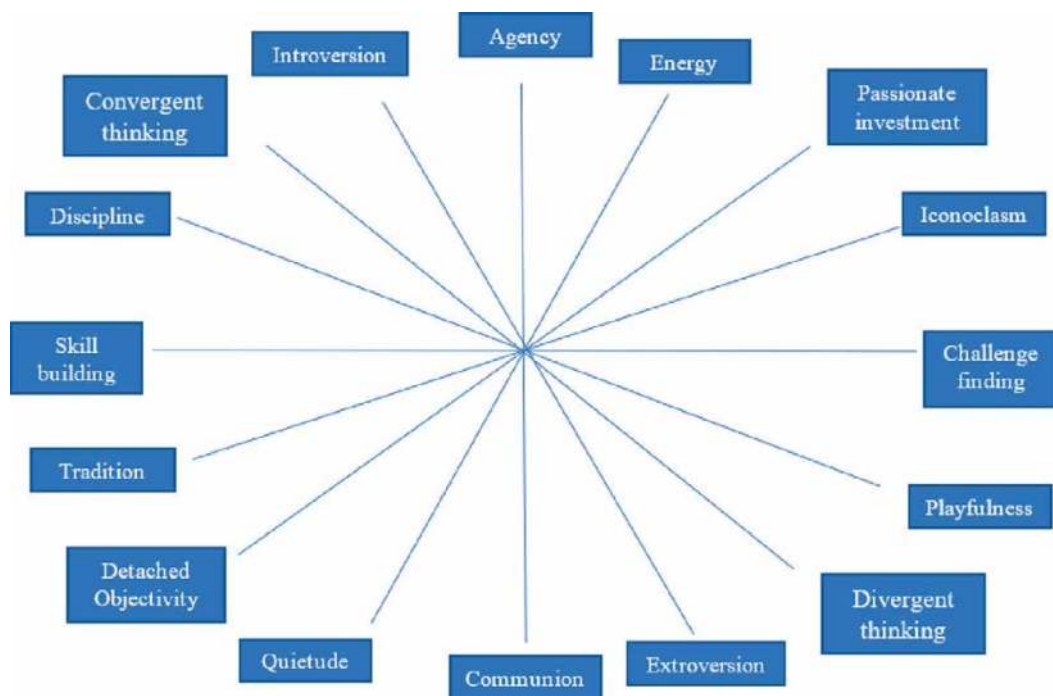 Agency
Introversion
Energy
Convergent
thinking
Passionate
investment
Discipline
Iconoclasm
Skill
building
Challenge
finding
Tradition
Playfulness
Detached
Objectivity
Divergent
thinking
Quietude
Communion
Extroversion